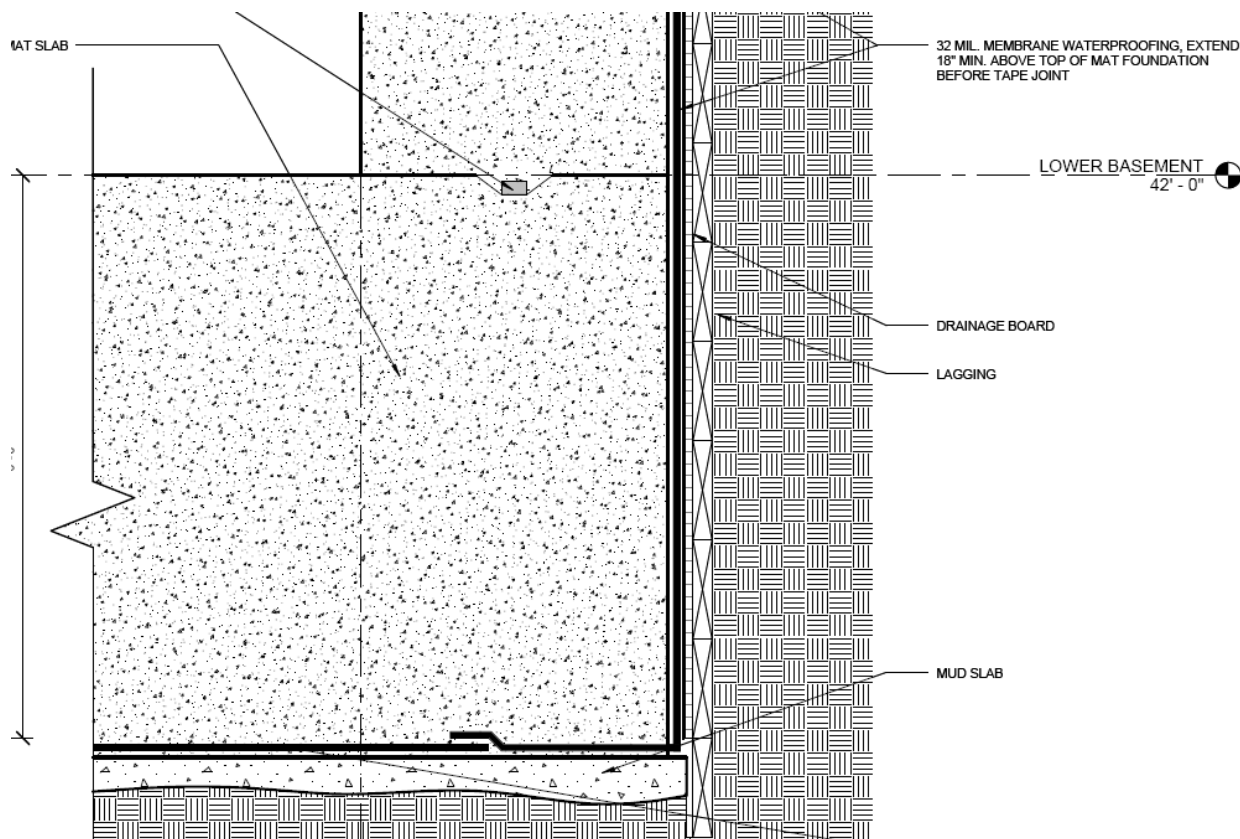 MAT SLAB
32 MIL. MEMBRANE WATERPROOFING, EXTEND
18" MIN. ABOVE TOP OF MAT FOUNDATION
BEFORE TAPE JOINT
LOWER BASEMENT
42' - 0"
DRAINAGE BOARD
LAGGING
MUD SLAB